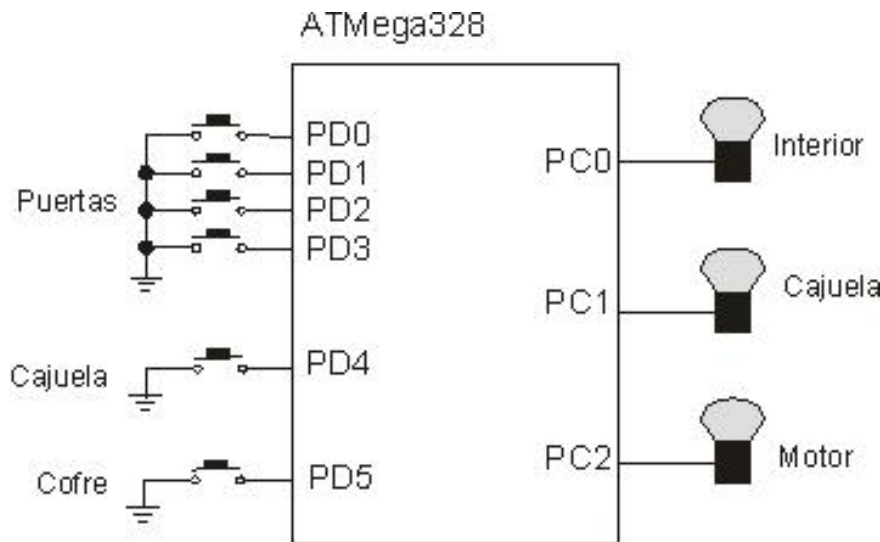 ATMega328
PD0
PD1
PD2
PD3
Puertas
PD4
Cajuela
PD5
Cofre
PC0
Interior
PC1
Cajuela
PC2
Motor